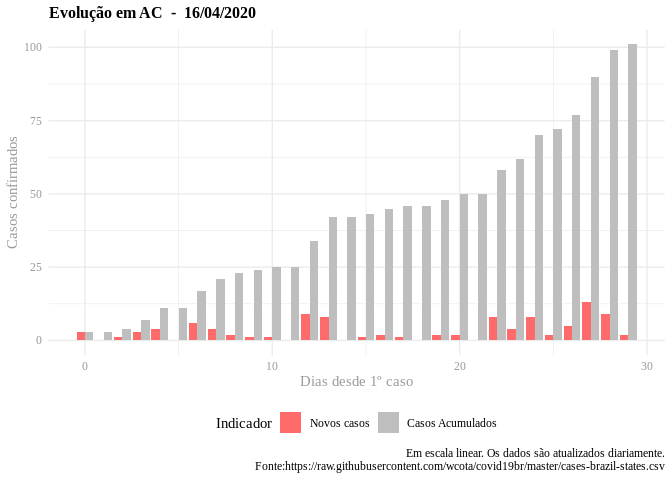 Evolução em AC - 16/04/2020
Casos confirmados
100
75
50
25
0
0 10 20 30
Dias desde 1º caso
Indicador Novos casos Casos Acumulados
Em escala linear. Os dados são atualizados diariamente.
Fonte:https://raw.githubusercontent.com/wcota/covid19br/master/cases-brazil-states.csv